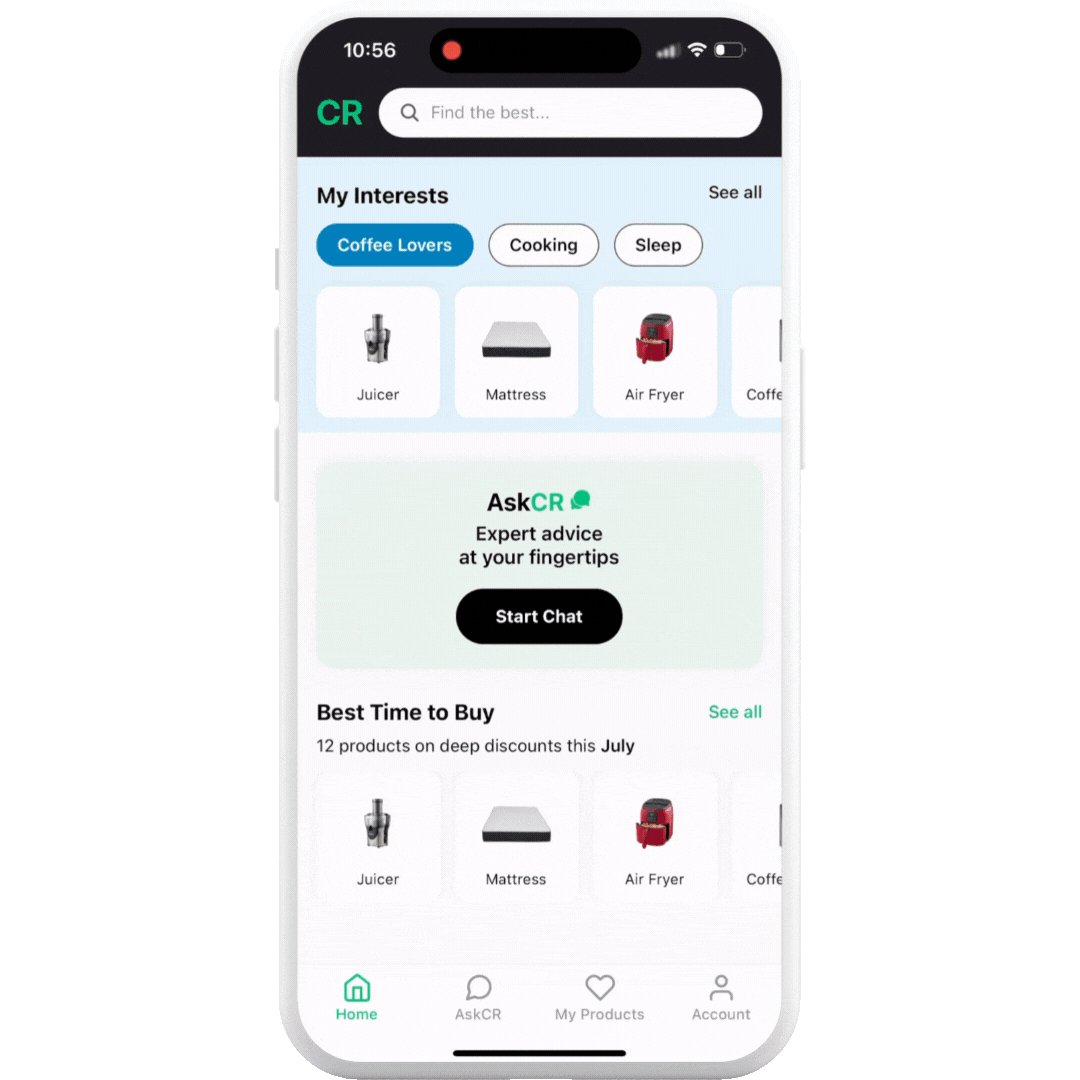 10:56
CR
Find the best...
My Interests
See all
Coffee Lovers
Cooking
Sleep
Juicer
Mattress
Air Fryer
Coffe
AskCR
Expert advice
at your fingertips
Start Chat
Best Time to Buy
See all
12 products on deep discounts this July
Juicer
Mattress
Air Fryer
Coffe
Home
AskCR
My Products
Account